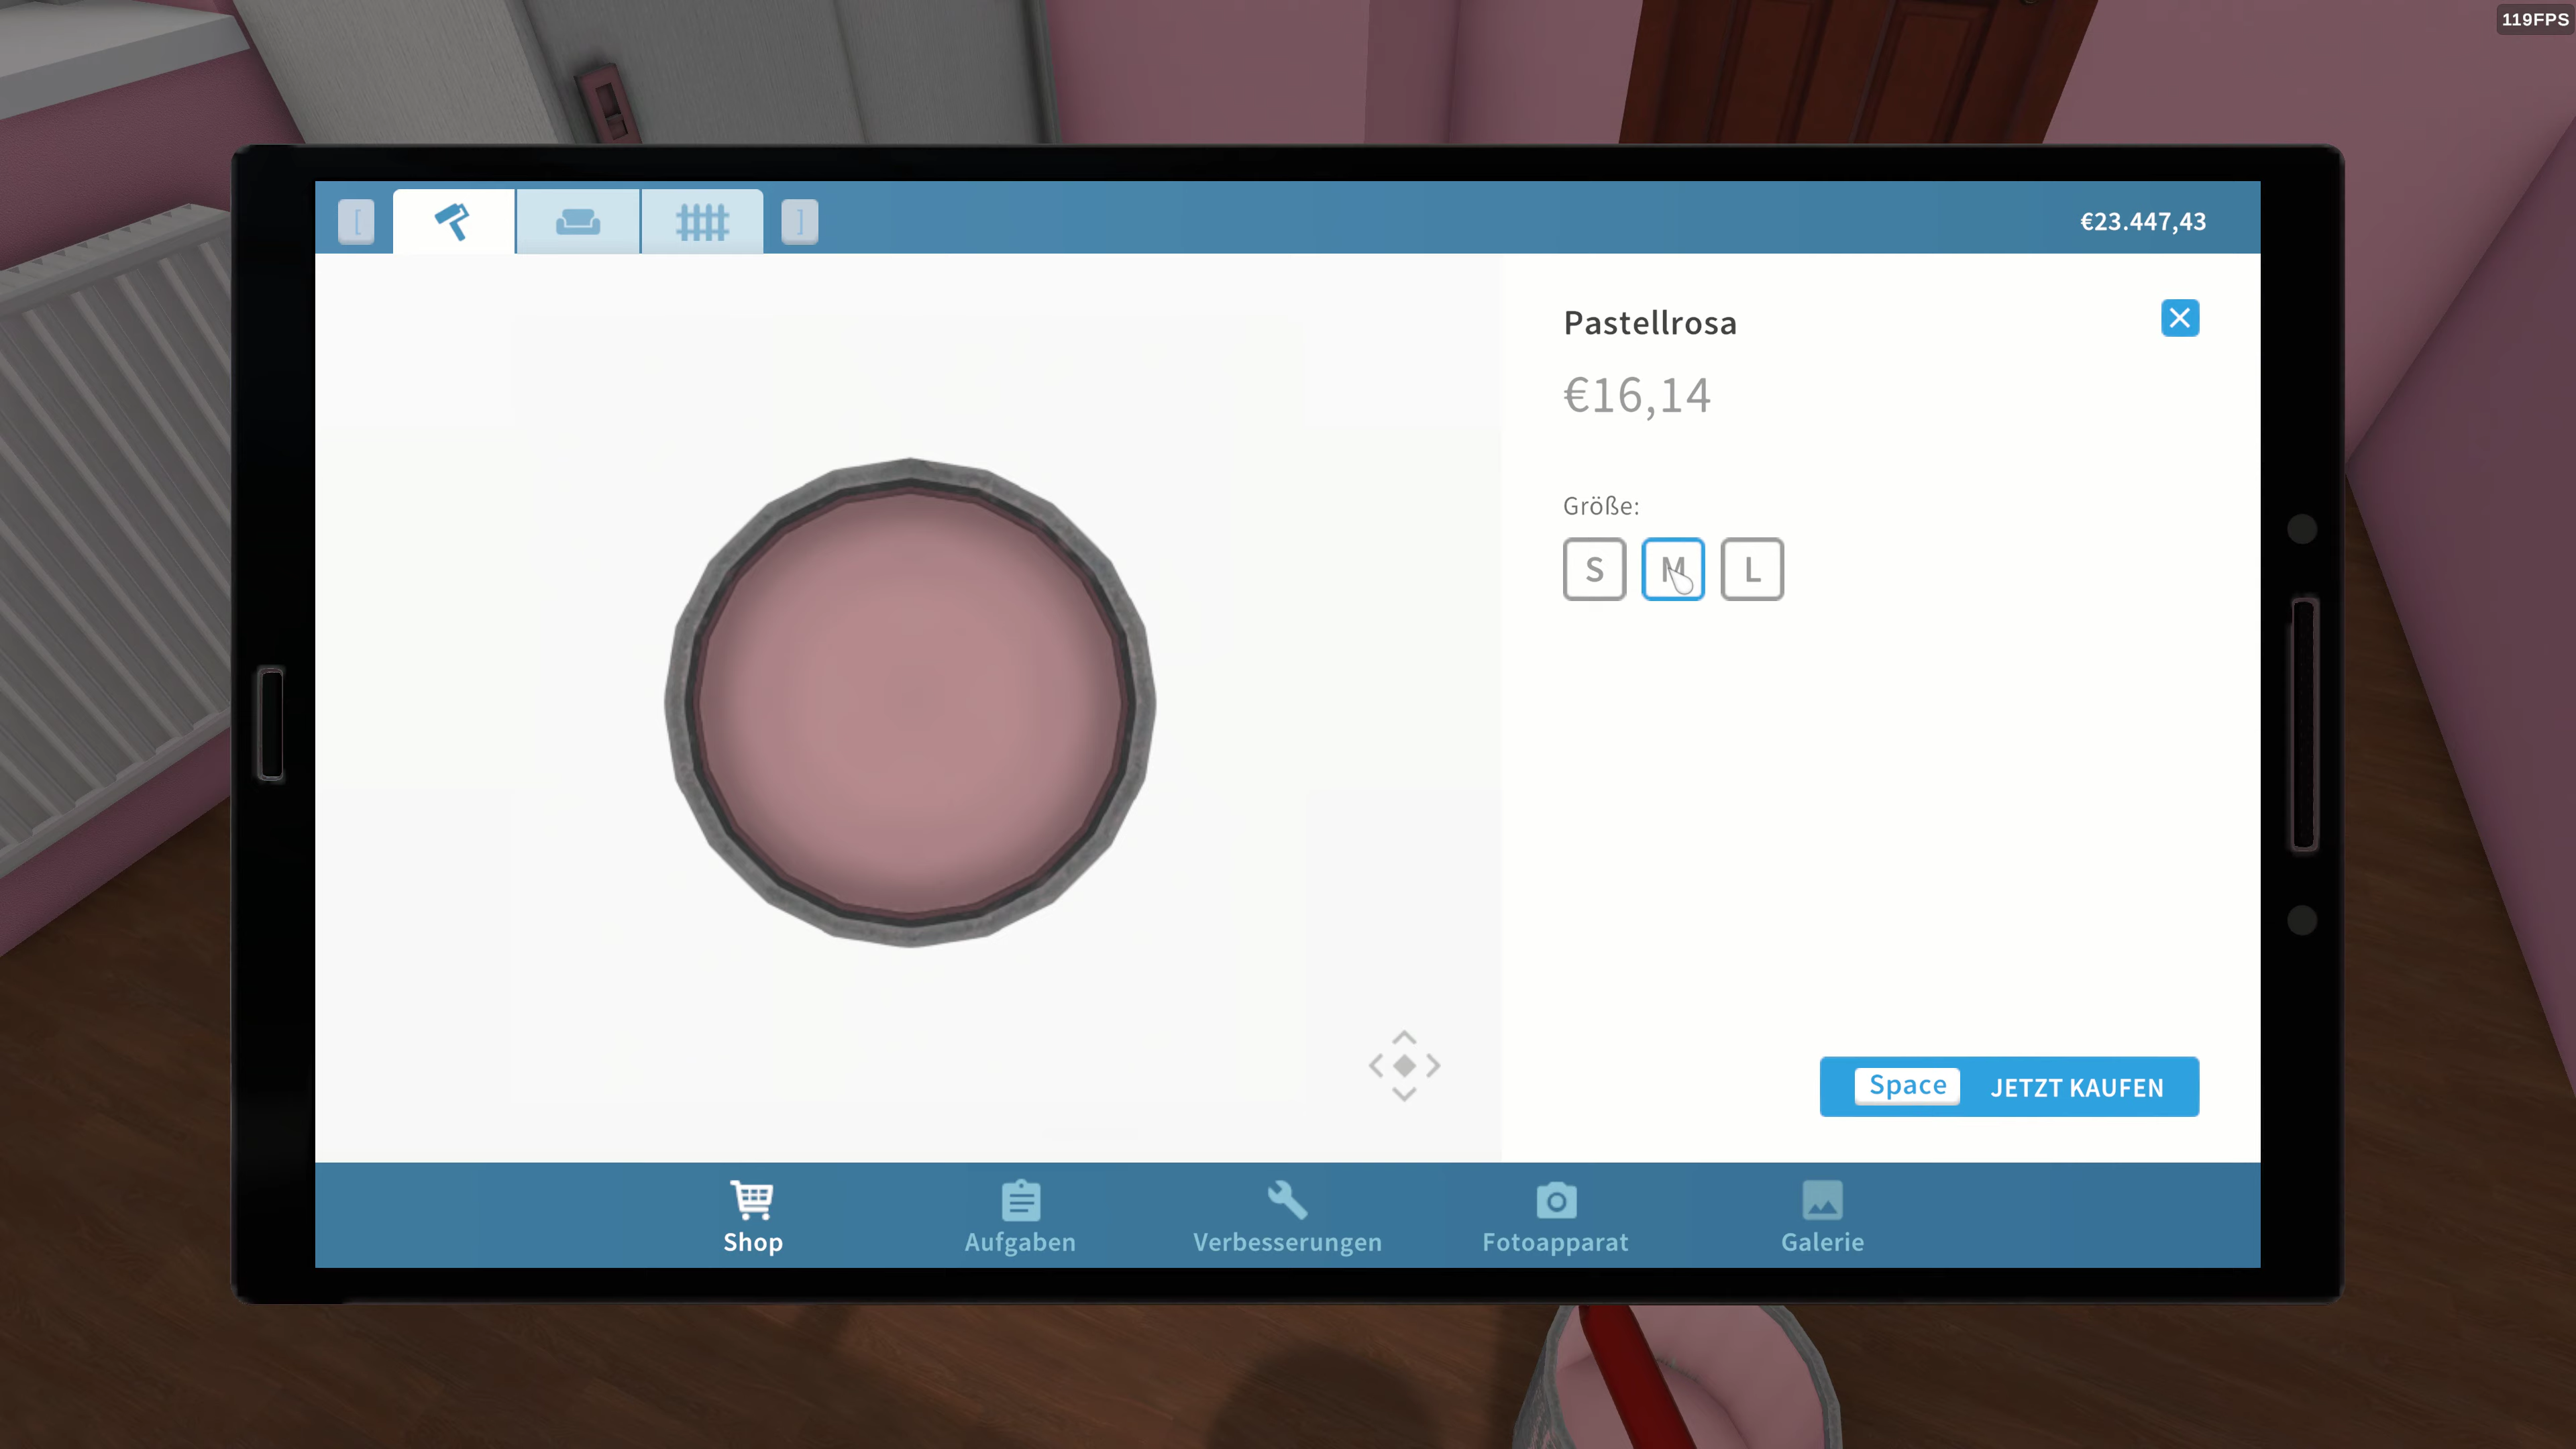 119FPS
[
]
€23.447,43
Pastellrosa
€16,14
Größe:
S M L
Space JETZT KAUFEN
Shop Aufgaben Verbesserungen Fotoapparat Galerie